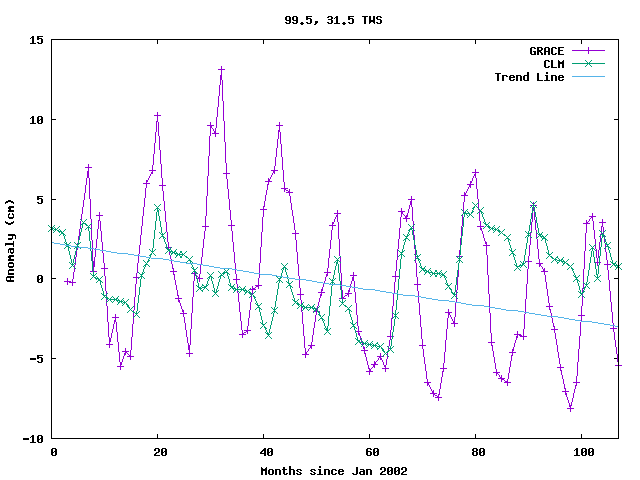 99.5, 31.5 TWS
GRACE
CLM
Trend Line
15
10
5
0
-5
-10
Anomaly (cm)
0 20 40 60 80 100
Months since Jan 2002